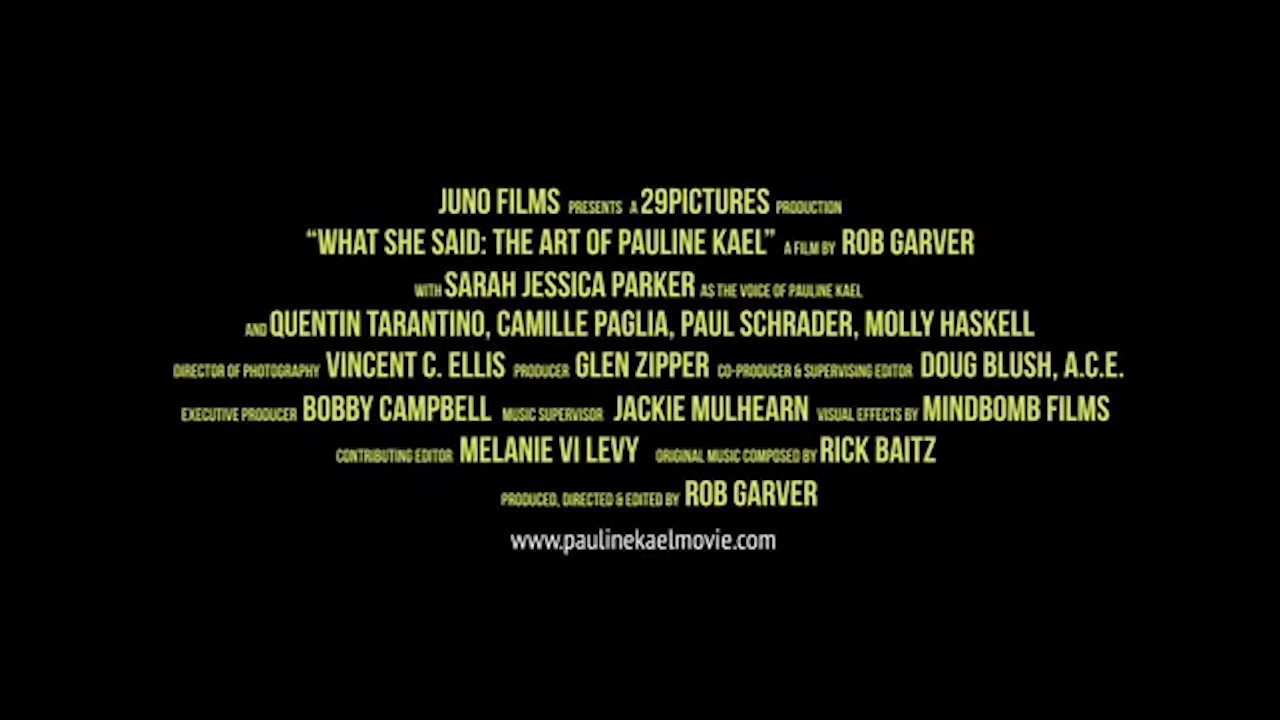 JUNO FILMS PRESENTS A 29PICTURES PRODUCTION
“WHAT SHE SAID: THE ART OF PAULINE KAEL” A FILM BY ROB GARVER
WITH SARAH JESSICA PARKER AS THE VOICE OF PAULINE KAEL
AND QUENTIN TARANTINO, CAMILLE PAGLIA, PAUL SCHRADER, MOLLY HASKELL
DIRECTOR OF PHOTOGRAPHY VINCENT C. ELLIS PRODUCER GLEN ZIPPER CO-PRODUCER & SUPERVISING EDITOR DOUG BLUSH, A.C.E.
EXECUTIVE PRODUCER BOBBY CAMPBELL MUSIC SUPERVISOR JACKIE MULHEARN VISUAL EFFECTS BY MINDBOMB FILMS
CONTRIBUTING EDITOR MELANIE VI LEVY ORIGINAL MUSIC COMPOSED BY RICK BAITZ
PRODUCED, DIRECTED & EDITED BY ROB GARVER
www.paulinekaelmovie.com